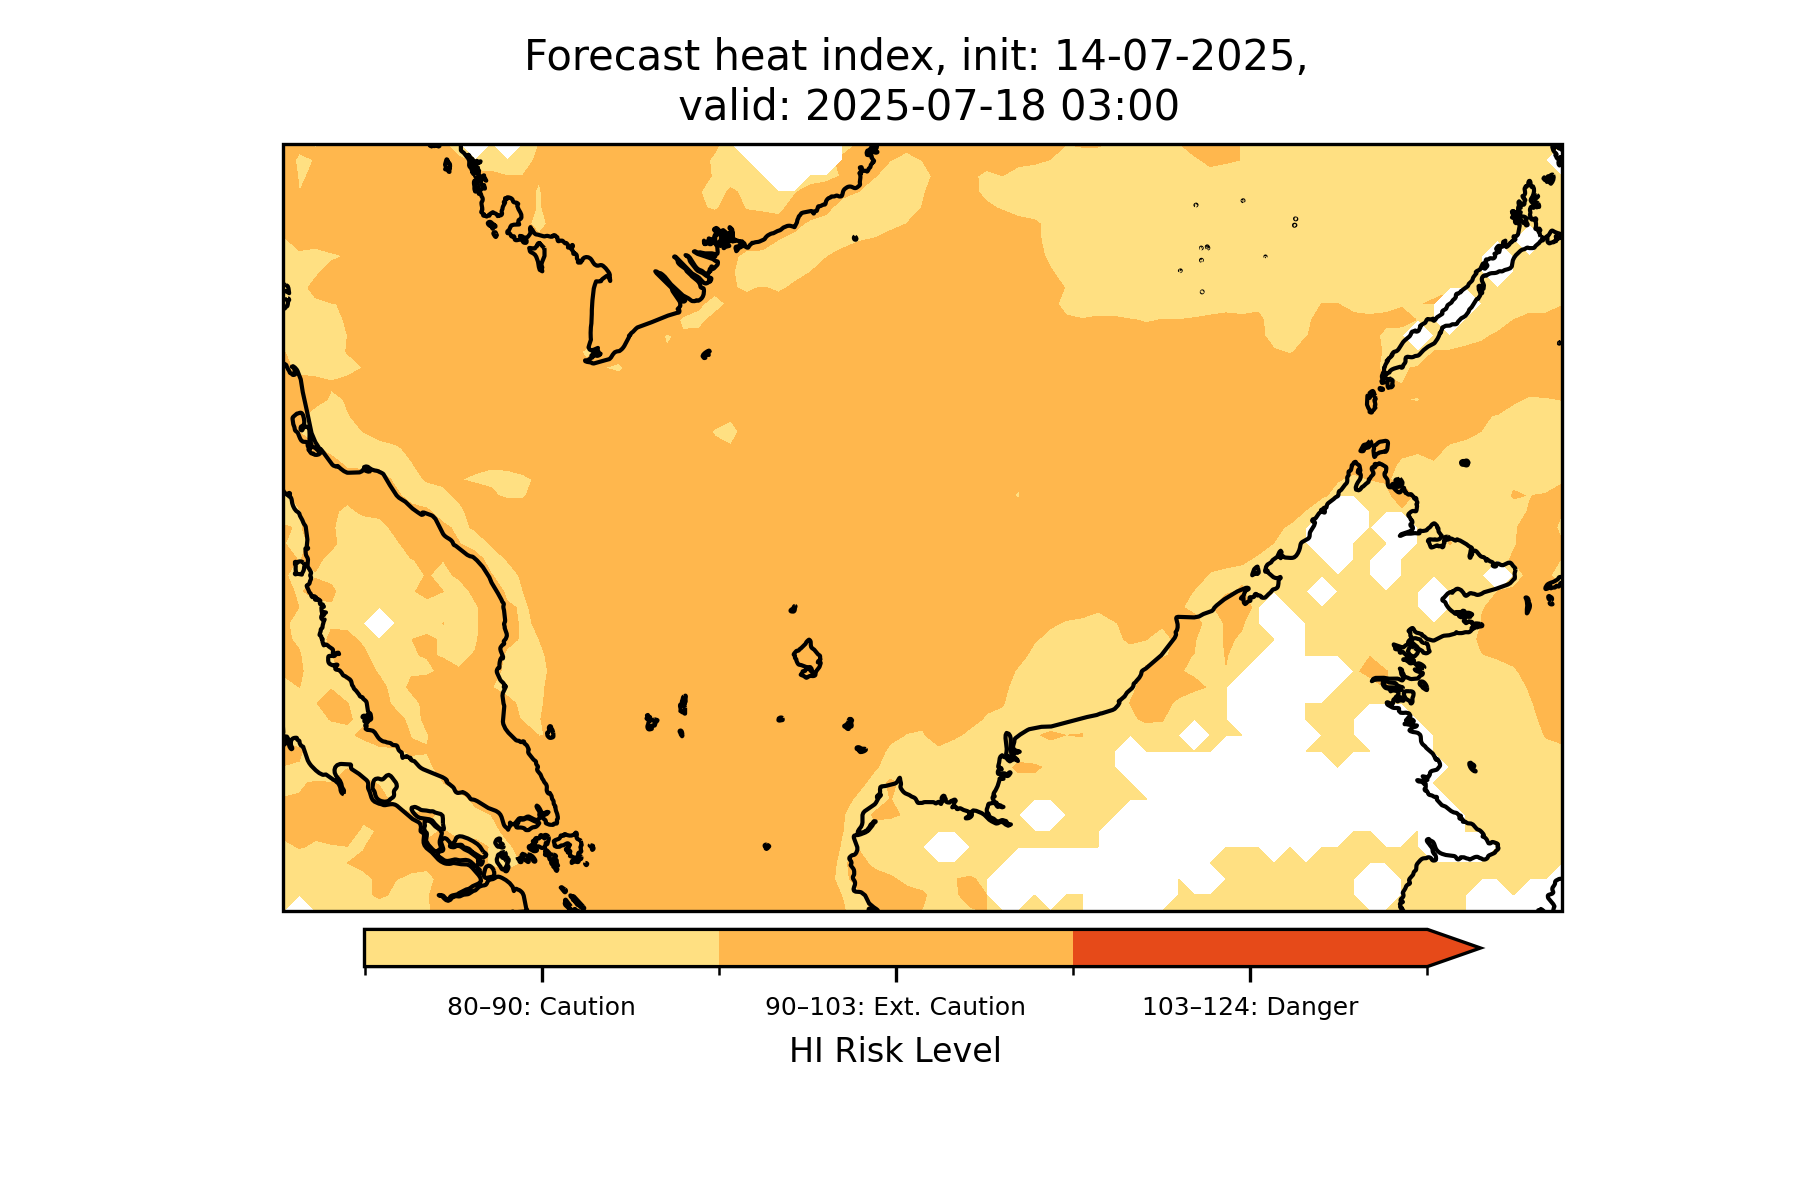 Forecast heat index, init: 14-07-2025,
valid: 2025-07-18 03:00
80–90: Caution
90–103: Ext. Caution
103–124: Danger
HI Risk Level